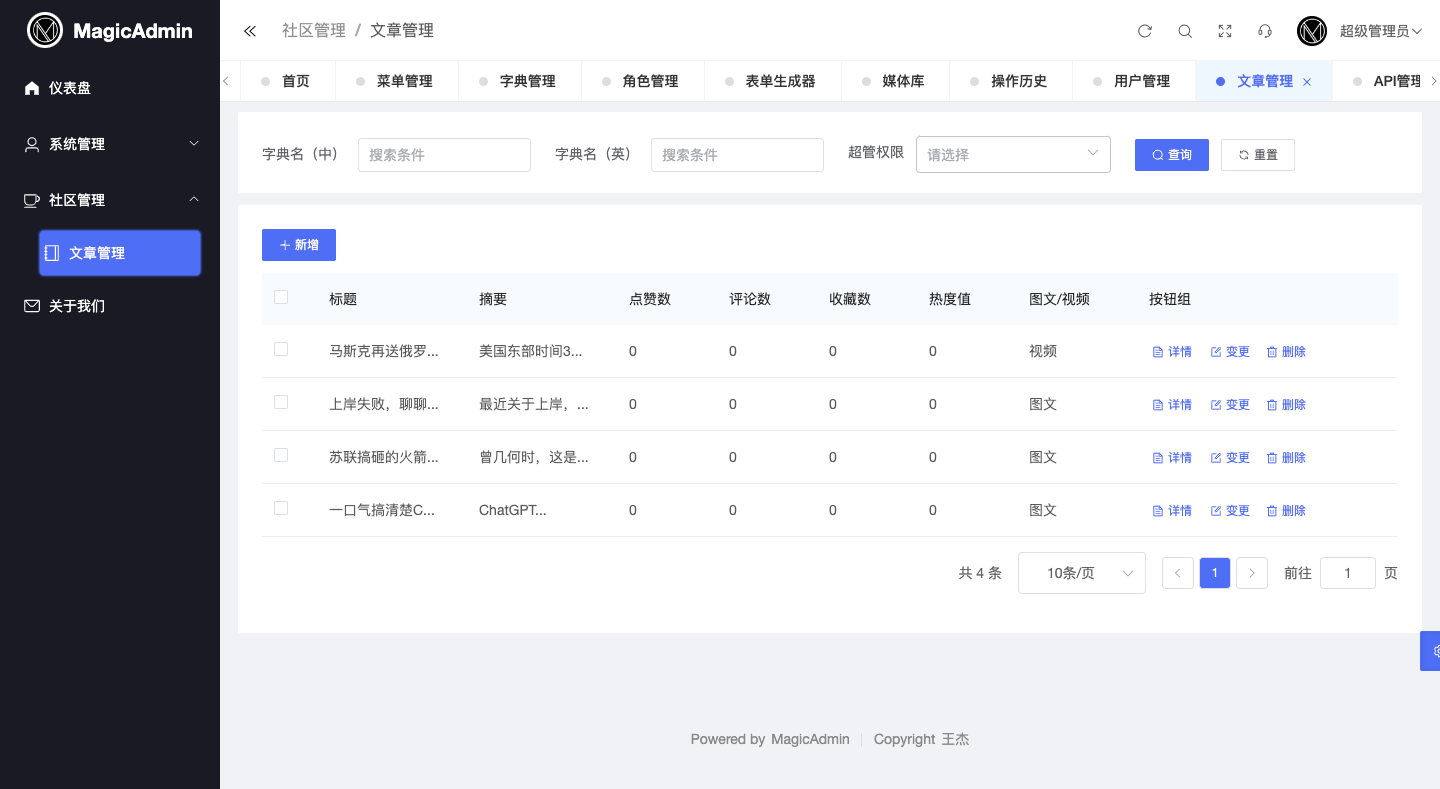 MagicAdmin
仪表盘
系统管理
社区管理
文章管理
关于我们
社区管理 / 文章管理
超级管理员
首页 菜单管理 字典管理 角色管理 表单生成器 媒体库 操作历史 用户管理 文章管理 API管理
字典名（中） 搜索条件 字典名（英） 搜索条件 超管权限 请选择 查询 重置
新增
标题 摘要 点赞数 评论数 收藏数 热度值 图文/视频 按钮组
马斯克再送俄罗... 美国东部时间3... 0 0 0 0 视频 详情 变更 删除
上岸失败，聊聊... 最近关于上岸，... 0 0 0 0 图文 详情 变更 删除
苏联搞砸的火箭... 曾几何时，这是... 0 0 0 0 图文 详情 变更 删除
一口气搞清楚C... ChatGPT... 0 0 0 0 图文 详情 变更 删除
共 4 条 10条/页 1 前往 1 页
Powered by MagicAdmin Copyright 王杰